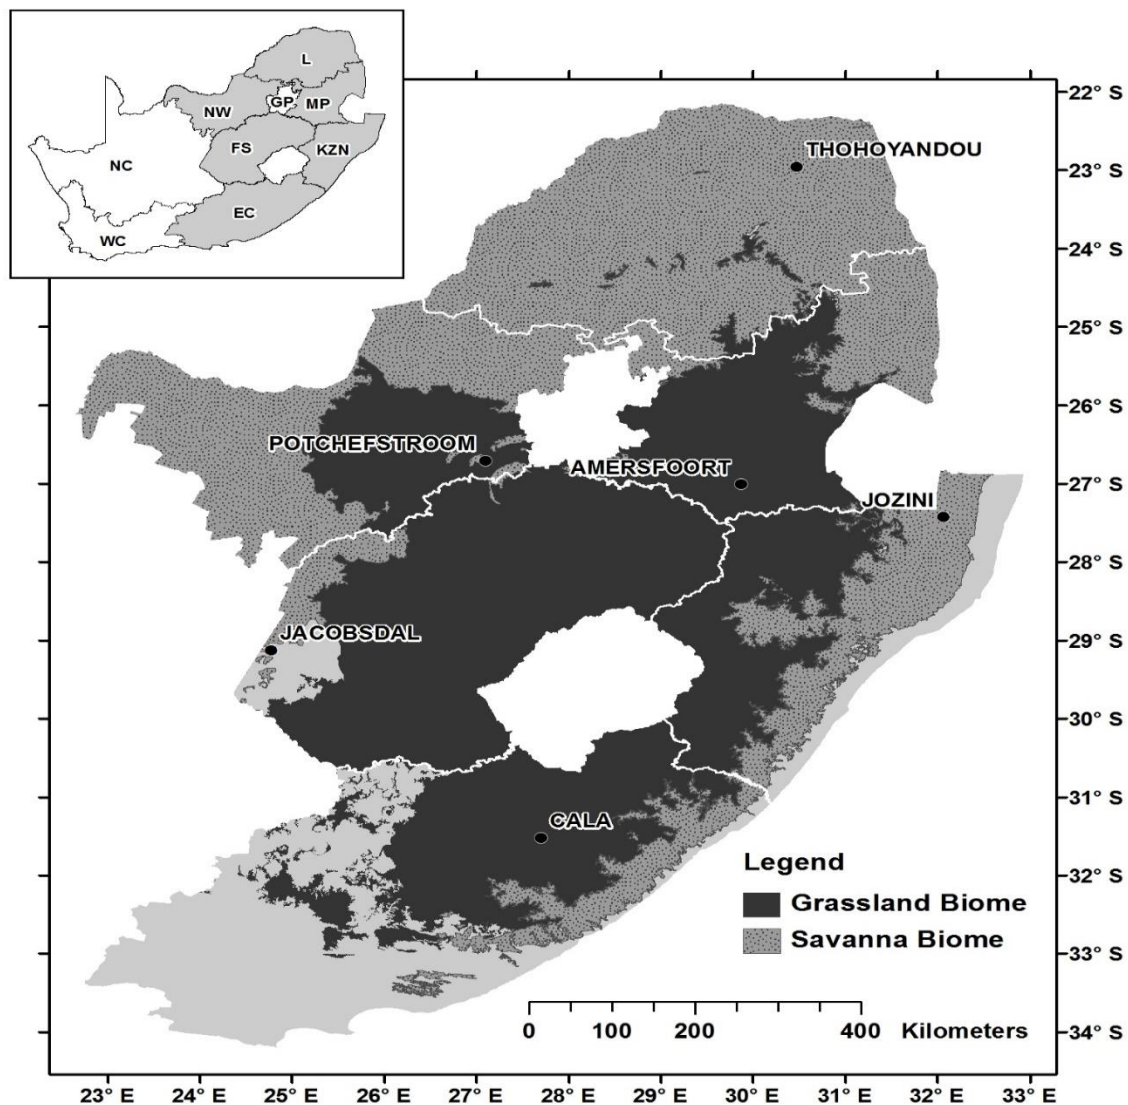 L
NW
GP
MP
FS
KZN
NC
EC
WC
22° S
THOHOYANDOU
23° S
24° S
25° S
26° S
POTCHEFSTROOM
AMERSFOORT
27° S
JOZINI
28° S
JACOBSDAL
29° S
30° S
31° S
CALA
Legend
32° S
Grassland Biome
Savanna Biome
33° S
0 100 200 400 Kilometers
34° S
23° E 24° E 25° E 26° E 27° E 28° E 29° E 30° E 31° E 32° E 33° E